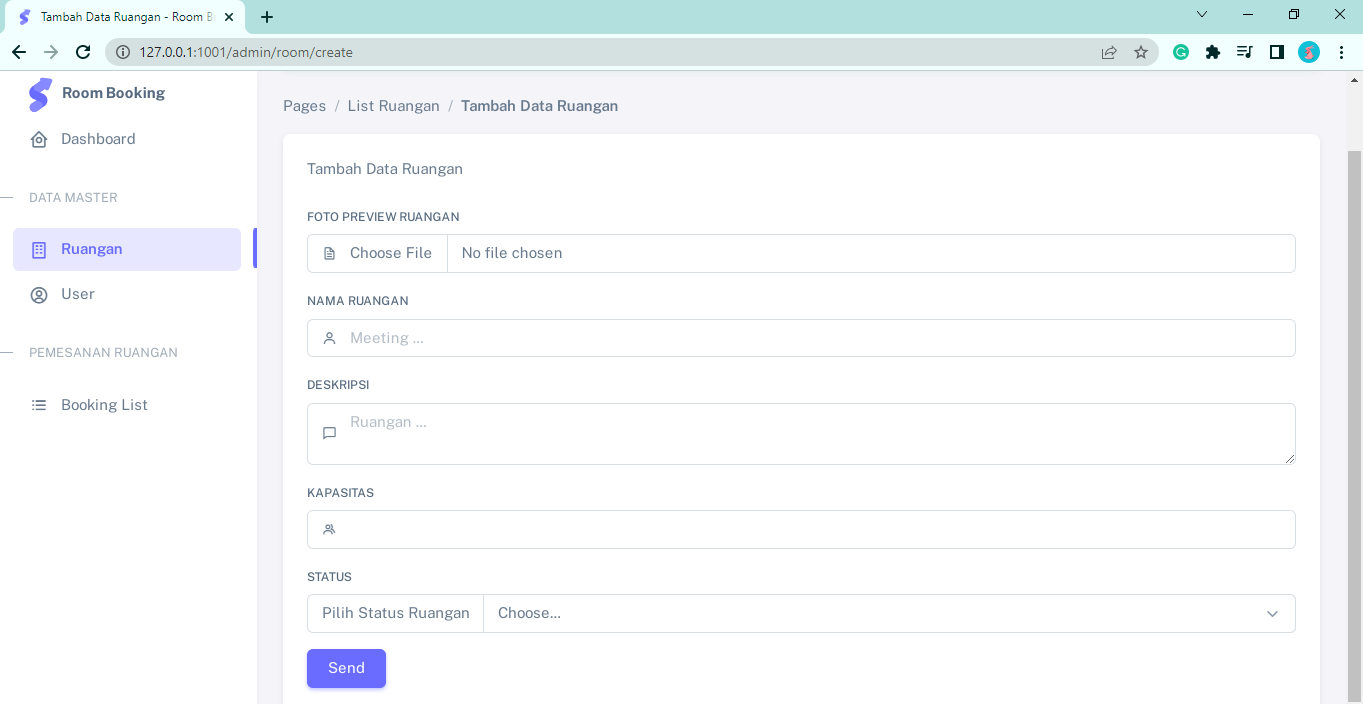 Tambah Data Ruangan - Room B
127.0.0.1:1001/admin/room/create
Room Booking
Dashboard
DATA MASTER
Ruangan
User
PEMESANAN RUANGAN
Booking List
Pages / List Ruangan / Tambah Data Ruangan
Tambah Data Ruangan
FOTO PREVIEW RUANGAN
Choose File No file chosen
NAMA RUANGAN
Meeting ...
DESKRIPSI
Ruangan ...
KAPASITAS
STATUS
Pilih Status Ruangan Choose...
Send